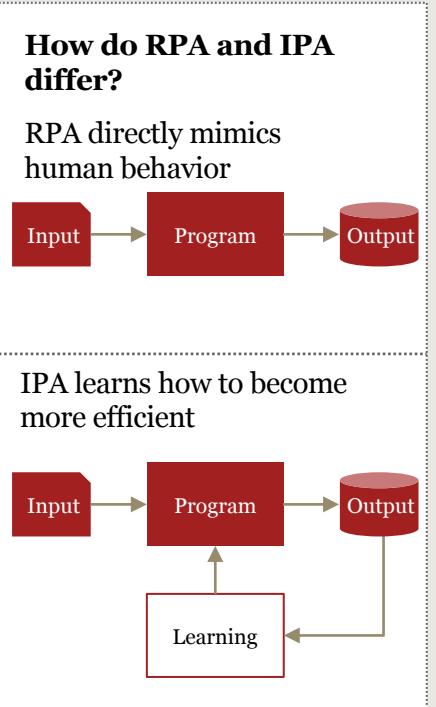 How do RPA and IPA
differ?
RPA directly mimics
human behavior
Input
Program
Output
IPA learns how to become
more efficient
Input
Program
Output
Learning